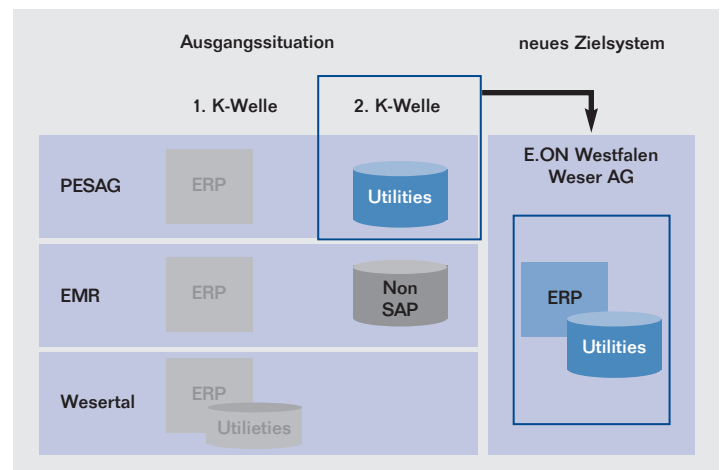 Ausgangssituation
neues Zielsystem
1. K-Welle
2. K-Welle
PESAG
ERP
Utilities
EMR
ERP
Non
SAP
Wesertal
ERP
Utilieties
E.ON Westfalen
Weser AG
ERP
Utilities